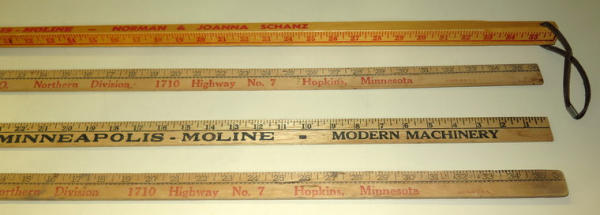 IS-MOLINE — NORMAN & JOANNA SCHANZ
O. Northern Division 1710 Highway No. 7 Hopkins, Minnesota
MINNEAPOLIS-MOLINE - MODERN MACHINERY
Northern Division 1710 Highway No. 7 Hopkins, Minnesota